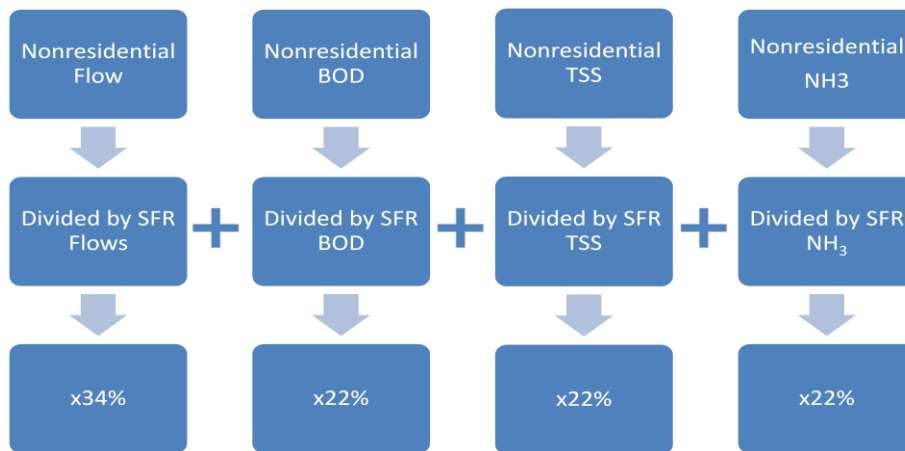 Nonresidential
Flow
Nonresidential
BOD
Nonresidential
TSS
Nonresidential
NH3
Divided by SFR
Flows
+
Divided by SFR
BOD
+
Divided by SFR
TSS
+
Divided by SFR
NH₃
x34%
x22%
x22%
x22%